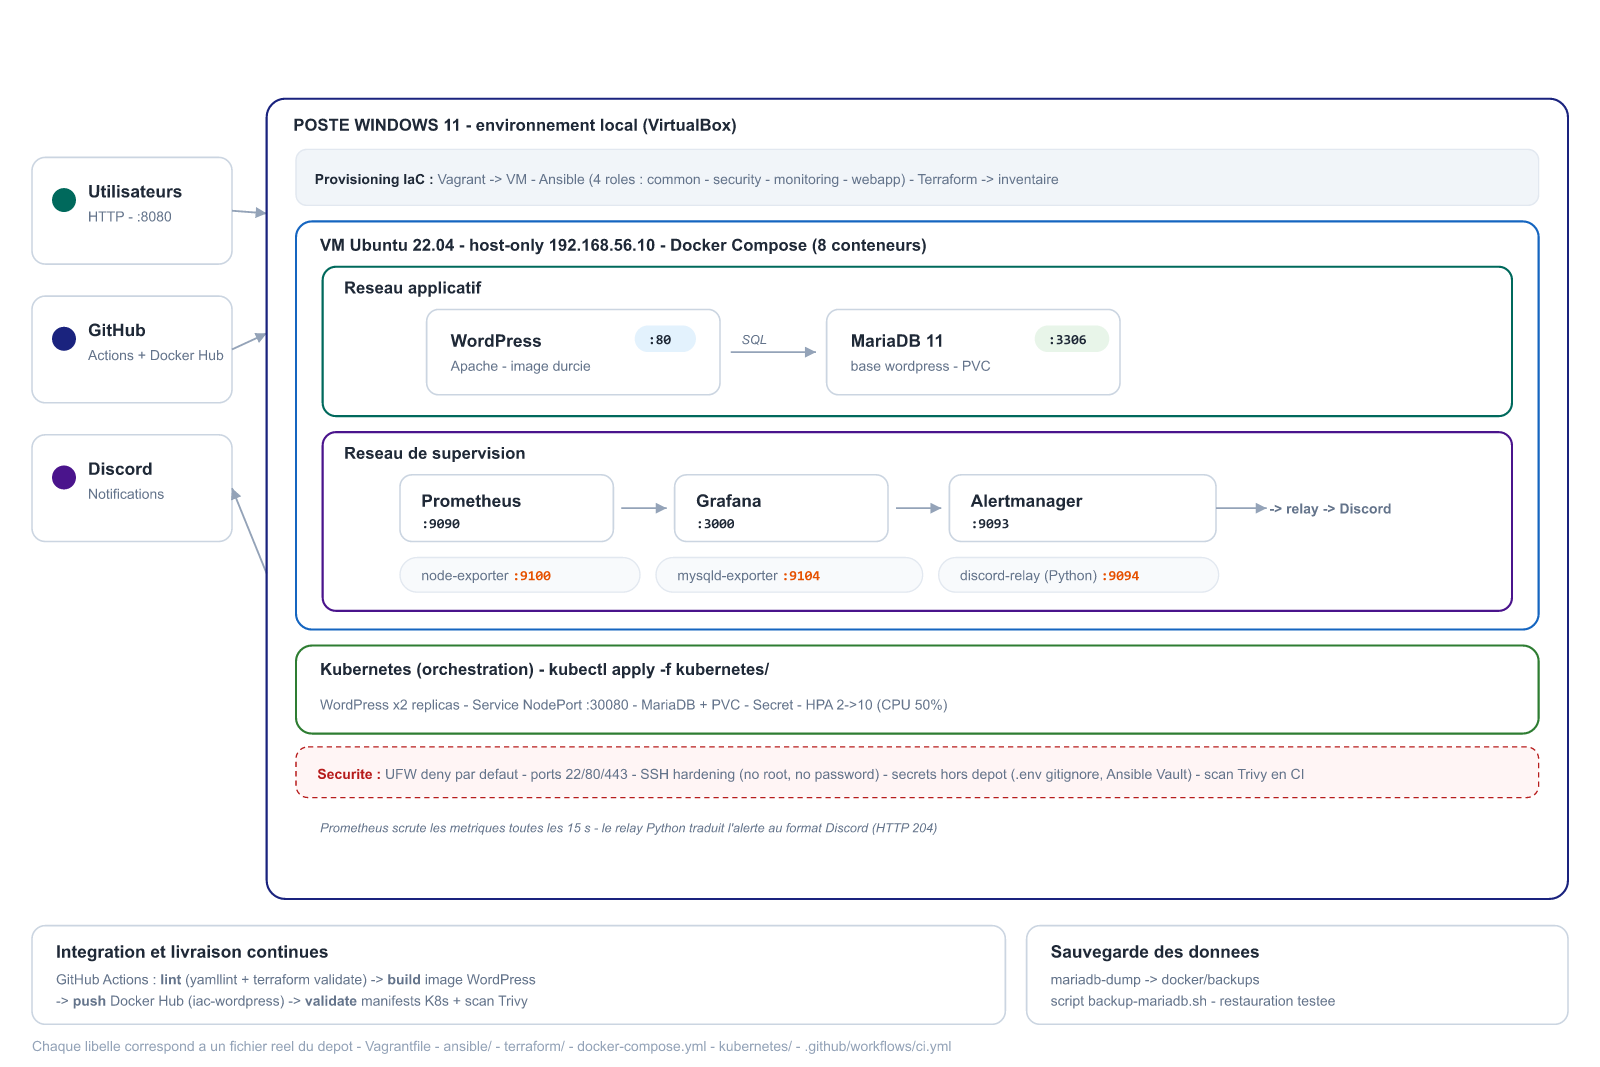 POSTE WINDOWS 11 - environnement local (VirtualBox)
Provisioning IaC : Vagrant -> VM - Ansible (4 roles : common - security - monitoring - webapp) - Terraform -> inventaire
Utilisateurs
HTTP - :8080
GitHub
Actions + Docker Hub
Discord
Notifications
VM Ubuntu 22.04 - host-only 192.168.56.10 - Docker Compose (8 conteneurs)
Reseau applicatif
WordPress :80
Apache - image durcie
SQL
MariaDB 11 :3306
base wordpress - PVC
Reseau de supervision
Prometheus
:9090
Grafana
:3000
Alertmanager
:9093
-> relay -> Discord
node-exporter :9100
mysqld-exporter :9104
discord-relay (Python) :9094
Kubernetes (orchestration) - kubectl apply -f kubernetes/
WordPress x2 replicas - Service NodePort :30080 - MariaDB + PVC - Secret - HPA 2->10 (CPU 50%)
Securite : UFW deny par defaut - ports 22/80/443 - SSH hardening (no root, no password) - secrets hors depot (.env gitignore, Ansible Vault) - scan Trivy en CI
Prometheus scrute les metriques toutes les 15 s - le relay Python traduit l'alerte au format Discord (HTTP 204)
Integration et livraison continues
GitHub Actions : lint (yamllint + terraform validate) -> build image WordPress
-> push Docker Hub (iac-wordpress) -> validate manifests K8s + scan Trivy
Sauvegarde des donnees
mariadb-dump -> docker/backups
script backup-mariadb.sh - restauration testee
Chaque libelle correspond a un fichier reel du depot - Vagrantfile - ansible/ - terraform/ - docker-compose.yml - kubernetes/ - .github/workflows/ci.yml